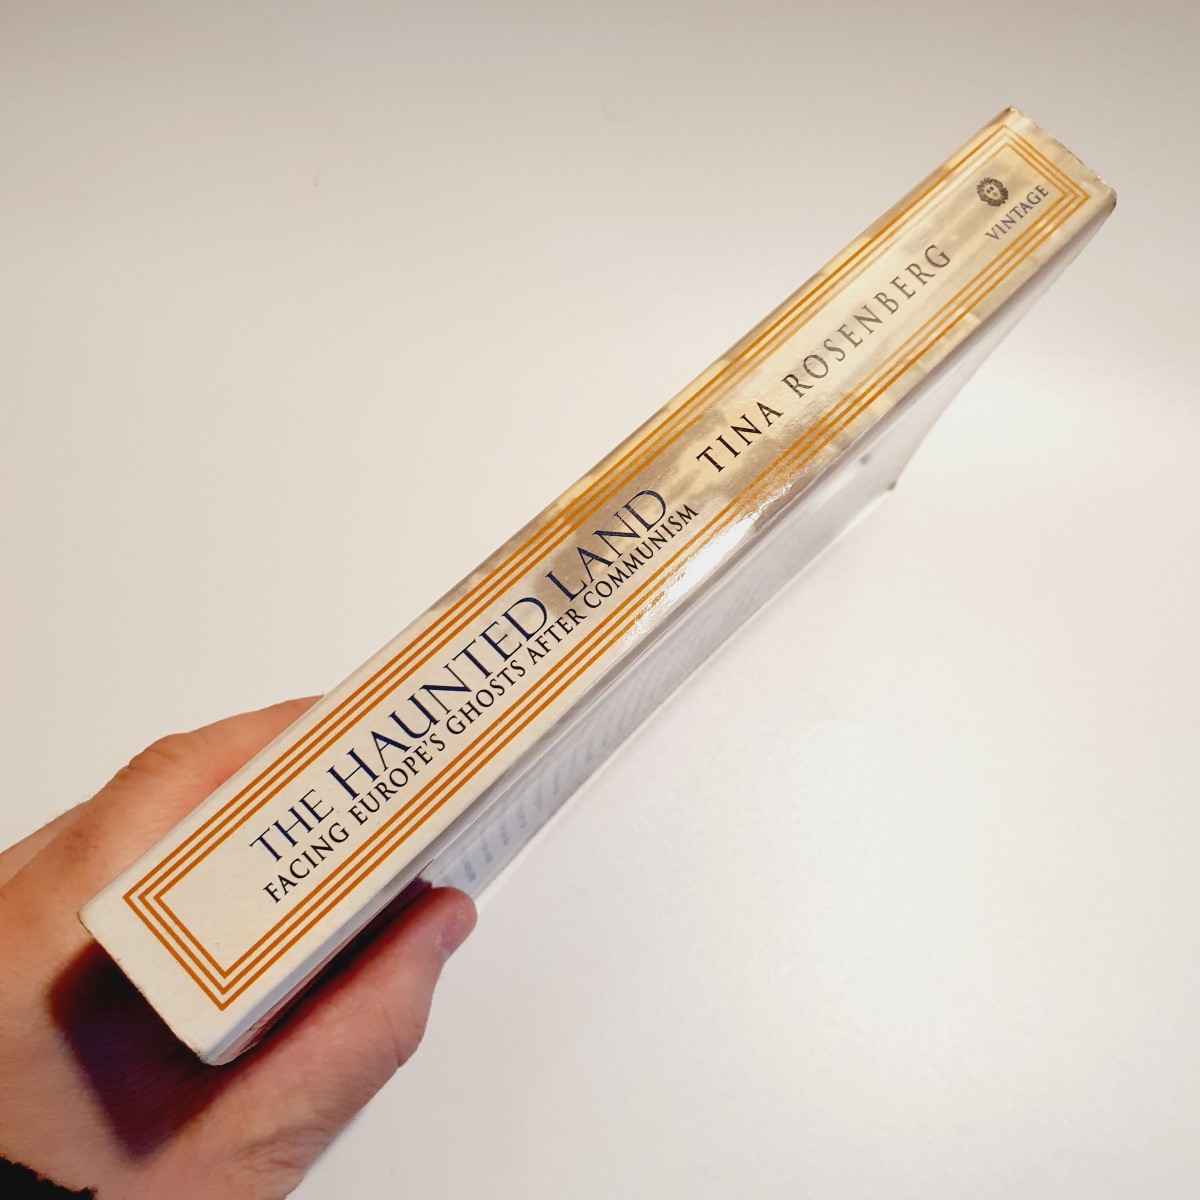 THE HAUNTED LAND
FACING EUROPE'S GHOSTS AFTER COMMUNISM
TINA ROSENBERG
VINTAGE